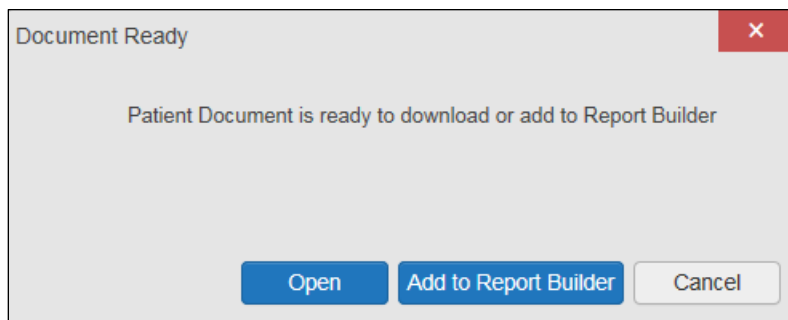 Document Ready
×
Patient Document is ready to download or add to Report Builder
Open
Add to Report Builder
Cancel